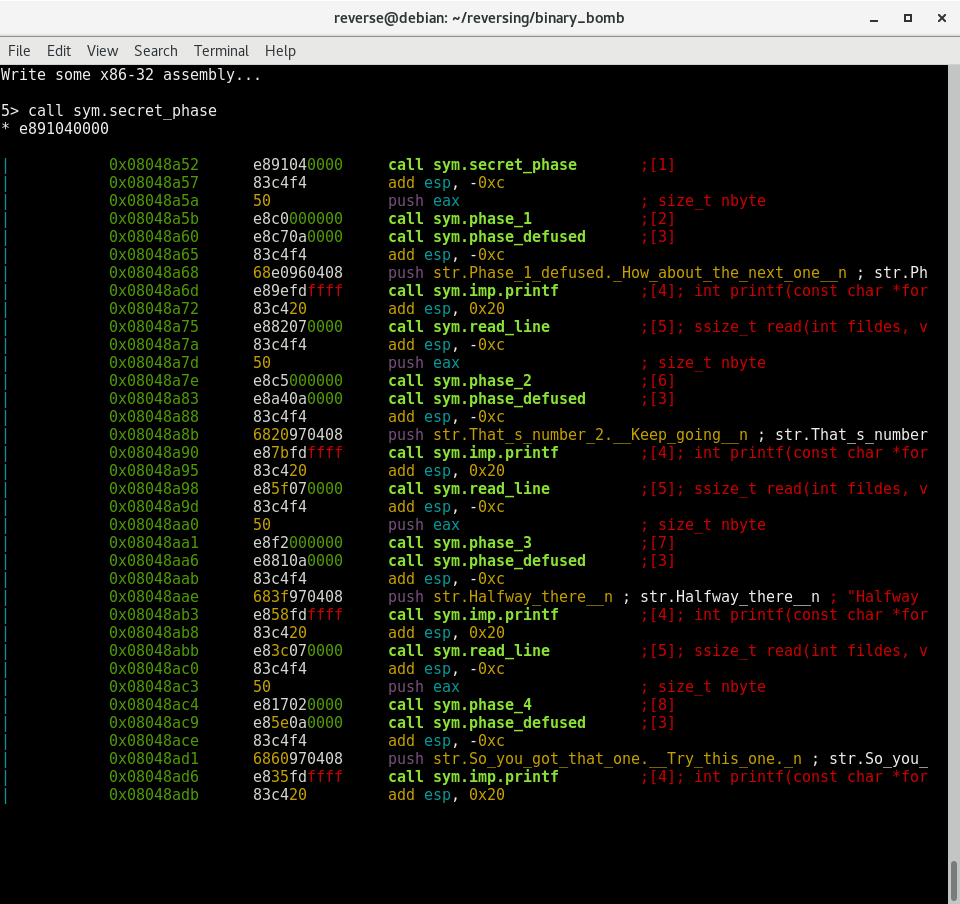 reverse@debian: ~/reversing/binary_bomb
File Edit View Search Terminal Help
Write some x86-32 assembly...
5> call sym.secret_phase
* e891040000
| 0x08048a52 e891040000 call sym.secret_phase ;[1]
| 0x08048a57 83c4f4 add esp, -0xc
| 0x08048a5a 50 push eax ; size_t nbyte
| 0x08048a5b e8c0000000 call sym.phase_1 ;[2]
| 0x08048a60 e8c70a0000 call sym.phase_defused ;[3]
| 0x08048a65 83c4f4 add esp, -0xc
| 0x08048a68 68e0960408 push str.Phase_1_defused._How_about_the_next_one__n ; str.Ph
| 0x08048a6d e89efdffff call sym.imp.printf ;[4]; int printf(const char *for
| 0x08048a72 83c420 add esp, 0x20
| 0x08048a75 e882070000 call sym.read_line ;[5]; ssize_t read(int fildes, v
| 0x08048a7a 83c4f4 add esp, -0xc
| 0x08048a7d 50 push eax ; size_t nbyte
| 0x08048a7e e8c5000000 call sym.phase_2 ;[6]
| 0x08048a83 e8a40a0000 call sym.phase_defused ;[3]
| 0x08048a88 83c4f4 add esp, -0xc
| 0x08048a8b 6820970408 push str.That_s_number_2.__Keep_going__n ; str.That_s_number
| 0x08048a90 e87bfdffff call sym.imp.printf ;[4]; int printf(const char *for
| 0x08048a95 83c420 add esp, 0x20
| 0x08048a98 e85f070000 call sym.read_line ;[5]; ssize_t read(int fildes, v
| 0x08048a9d 83c4f4 add esp, -0xc
| 0x08048aa0 50 push eax ; size_t nbyte
| 0x08048aa1 e8f2000000 call sym.phase_3 ;[7]
| 0x08048aa6 e8810a0000 call sym.phase_defused ;[3]
| 0x08048aab 83c4f4 add esp, -0xc
| 0x08048aae 683f970408 push str.Halfway_there__n ; str.Halfway_there__n ; "Halfway
| 0x08048ab3 e858fdffff call sym.imp.printf ;[4]; int printf(const char *for
| 0x08048ab8 83c420 add esp, 0x20
| 0x08048abb e83c070000 call sym.read_line ;[5]; ssize_t read(int fildes, v
| 0x08048ac0 83c4f4 add esp, -0xc
| 0x08048ac3 50 push eax ; size_t nbyte
| 0x08048ac4 e817020000 call sym.phase_4 ;[8]
| 0x08048ac9 e85e0a0000 call sym.phase_defused ;[3]
| 0x08048ace 83c4f4 add esp, -0xc
| 0x08048ad1 6860970408 push str.So_you_got_that_one.__Try_this_one._n ; str.So_you_
| 0x08048ad6 e835fdffff call sym.imp.printf ;[4]; int printf(const char *for
| 0x08048adb 83c420 add esp, 0x20